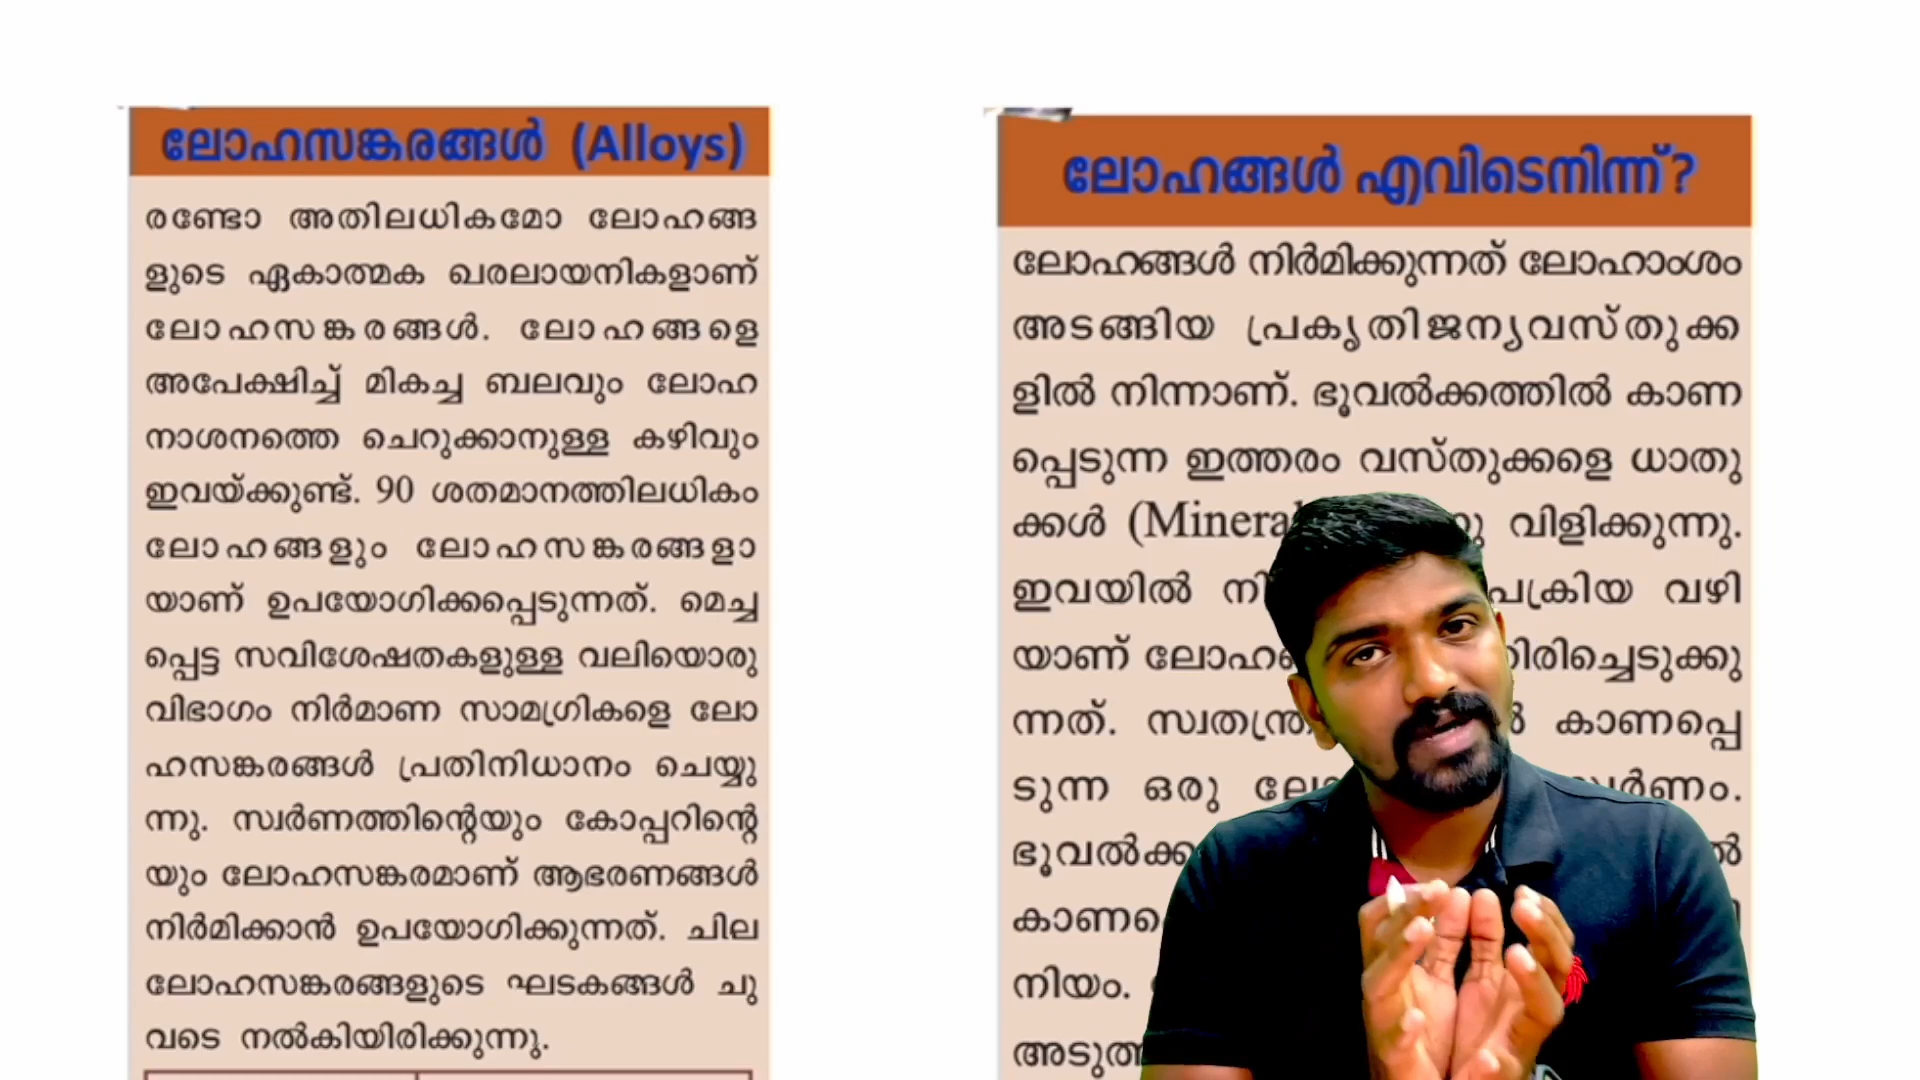 ലോഹസങ്കരങ്ങൾ (Alloys)
രണ്ടോ അതിലധികമോ ലോഹങ്ങ
ളുടെ ഏകാത്മക ഖരലായനികളാണ്
ലോഹസങ്കരങ്ങൾ. ലോഹങ്ങളെ
അപേക്ഷിച്ച് മികച്ച ബലവും ലോഹ
നാശനത്തെ ചെറുക്കാനുള്ള കഴിവും
ഇവയ്ക്കുണ്ട്. 90 ശതമാനത്തിലധികം
ലോഹങ്ങളും ലോഹസങ്കരങ്ങളാ
യാണ് ഉപയോഗിക്കപ്പെടുന്നത്. മെച്ച
പ്പെട്ട സവിശേഷതകളുള്ള വലിയൊരു
വിഭാഗം നിർമാണ സാമഗ്രികളെ ലോ
ഹസങ്കരങ്ങൾ പ്രതിനിധാനം ചെയ്യു
ന്നു. സ്വർണത്തിന്റെയും കോപ്പറിന്റെ
യും ലോഹസങ്കരമാണ് ആഭരണങ്ങൾ
നിർമിക്കാൻ ഉപയോഗിക്കുന്നത്. ചില
ലോഹസങ്കരങ്ങളുടെ ഘടകങ്ങൾ ചു
വടെ നൽകിയിരിക്കുന്നു.
ലോഹങ്ങൾ എവിടെനിന്ന്?
ലോഹങ്ങൾ നിർമിക്കുന്നത് ലോഹാംശം
അടങ്ങിയ പ്രകൃതിജന്യവസ്തുക്ക
ളിൽ നിന്നാണ്. ഭൂവൽക്കത്തിൽ കാണ
പ്പെടുന്ന ഇത്തരം വസ്തുക്കളെ ധാതു
ക്കൾ വിളിക്കുന്നു.
ഇവയിൽ വഴി
യാണ്
ന്നത്. കാണപ്പെ
ടുന്ന ഒരു
നിയം.